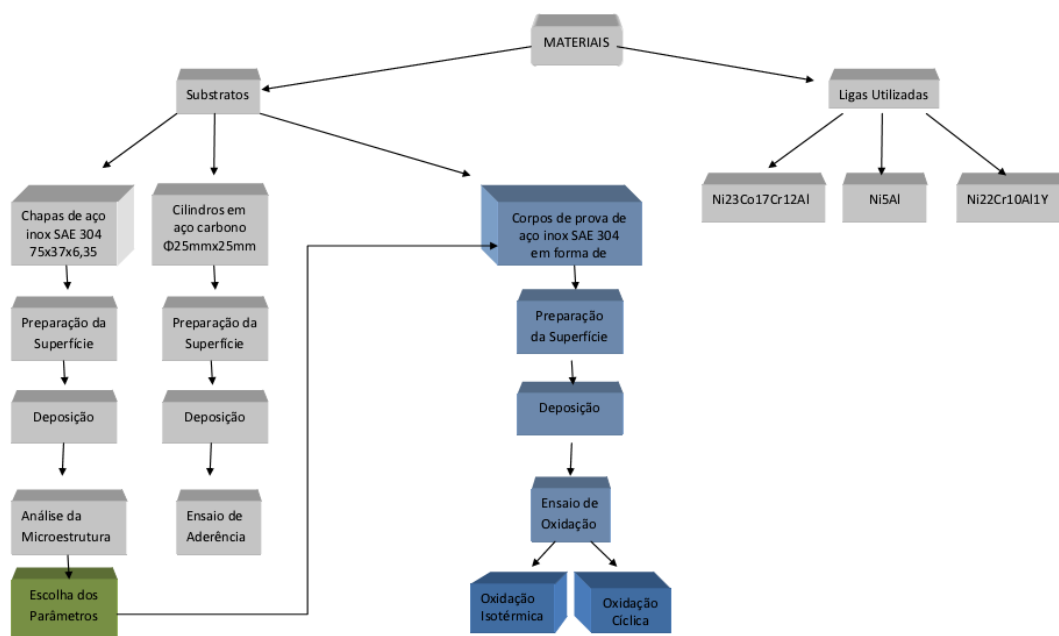 MATERIAIS
Substratos
Ligas Utilizadas
Chapas de aço
inox SAE 304
75x37x6,35
Cilindros em
aço carbono
Φ25mmx25mm
Corpos de prova de
aço inox SAE 304
em forma de
Ni23Co17Cr12Al
Ni5Al
Ni22Cr10Al1Y
Preparação da
Superfície
Preparação da
Superfície
Preparação
da Superfície
Deposição
Deposição
Deposição
Análise da
Microestrutura
Ensaio de
Aderência
Ensaio de
Oxidação
Escolha dos
Parâmetros
Oxidação
Isotérmica
Oxidação
Cíclica